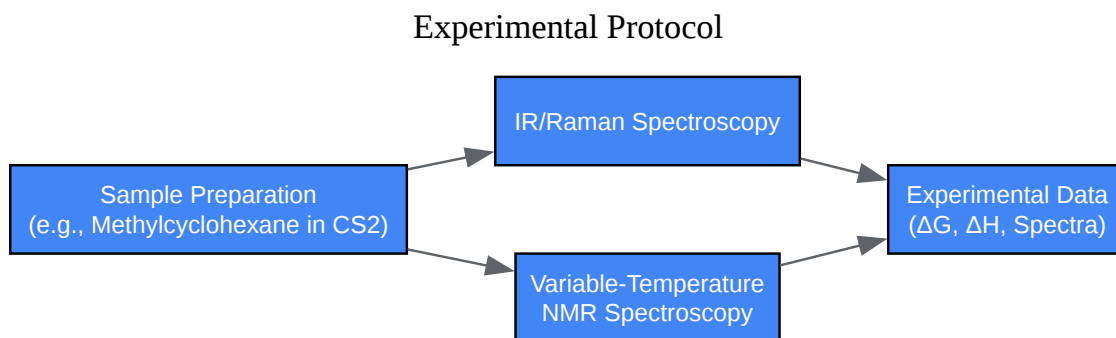 Experimental Protocol
IR/Raman Spectroscopy
Sample Preparation
(e.g., Methylcyclohexane in CS2)
Experimental Data
(ΔG, ΔH, Spectra)
Variable-Temperature
NMR Spectroscopy